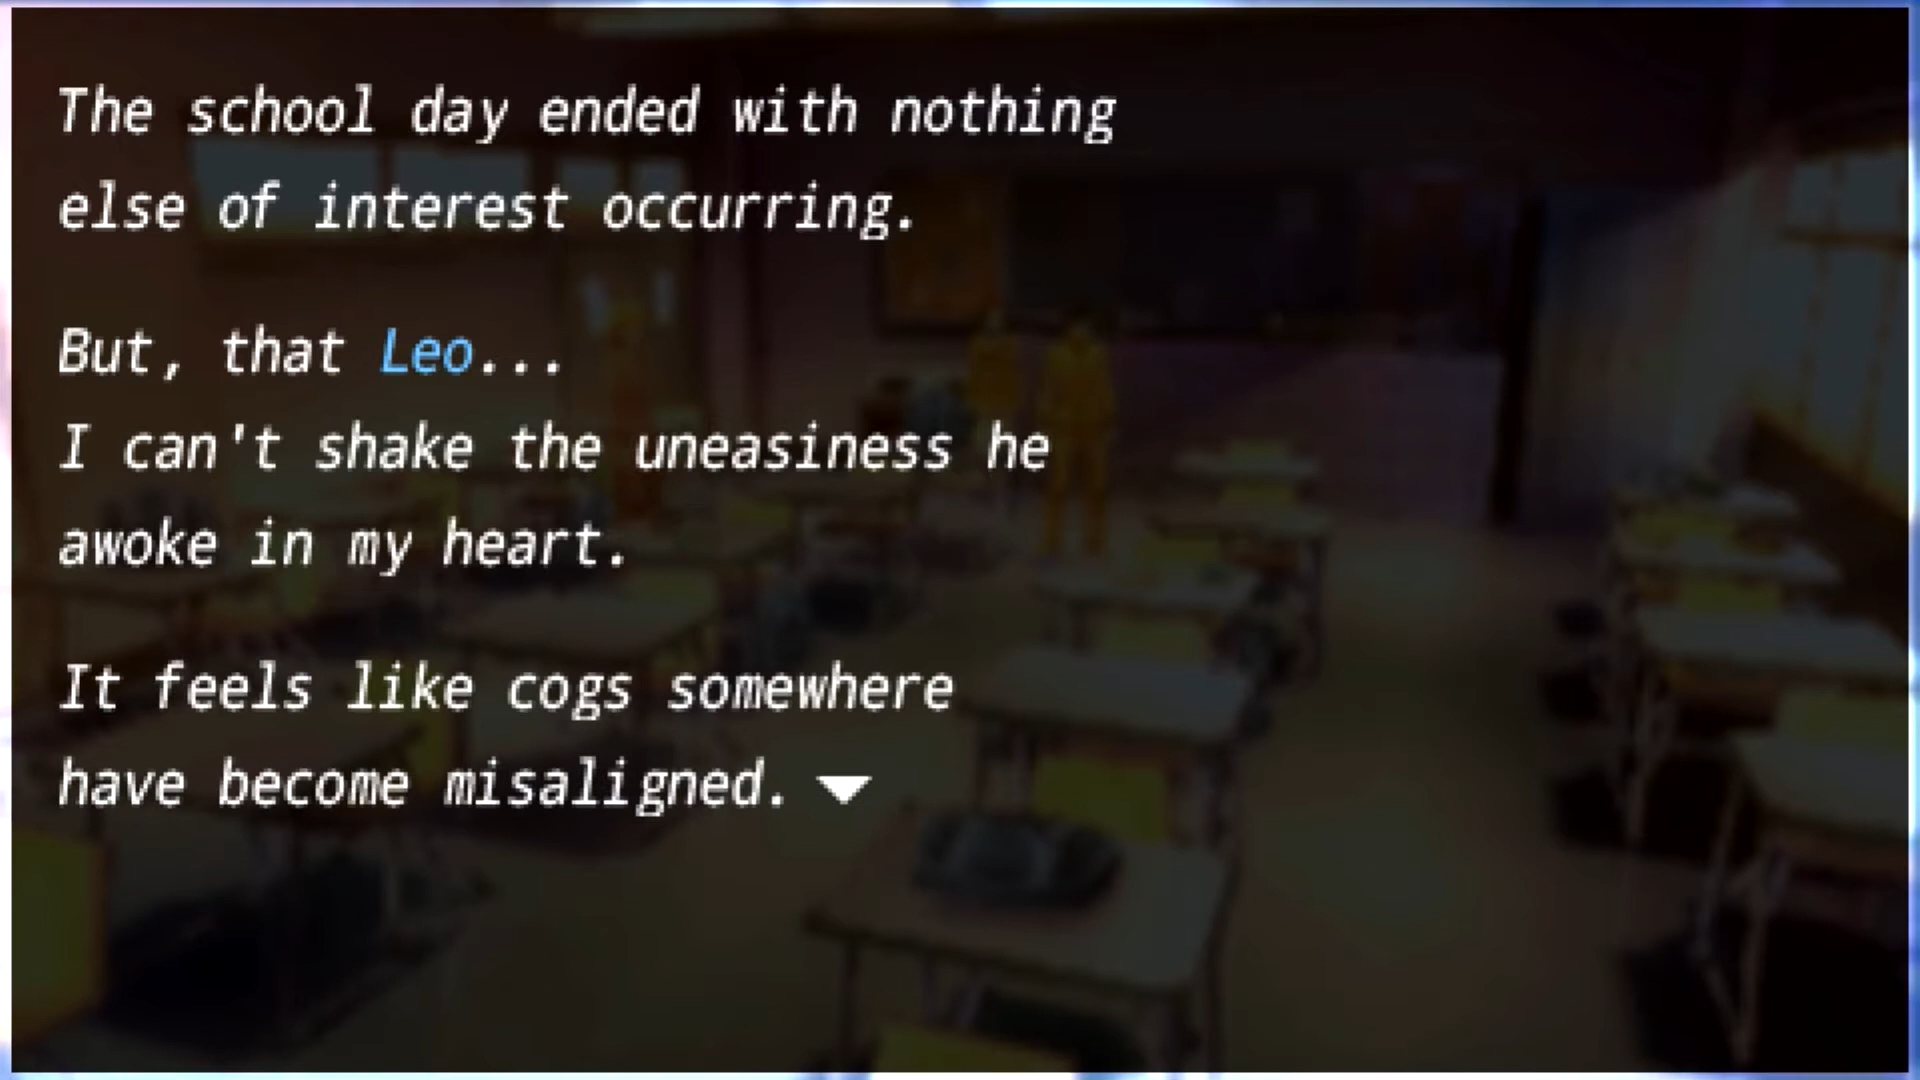 The school day ended with nothing
else of interest occurring.
But, that Leo...
I can't shake the uneasiness he
awoke in my heart.
It feels like cogs somewhere
have become misaligned.